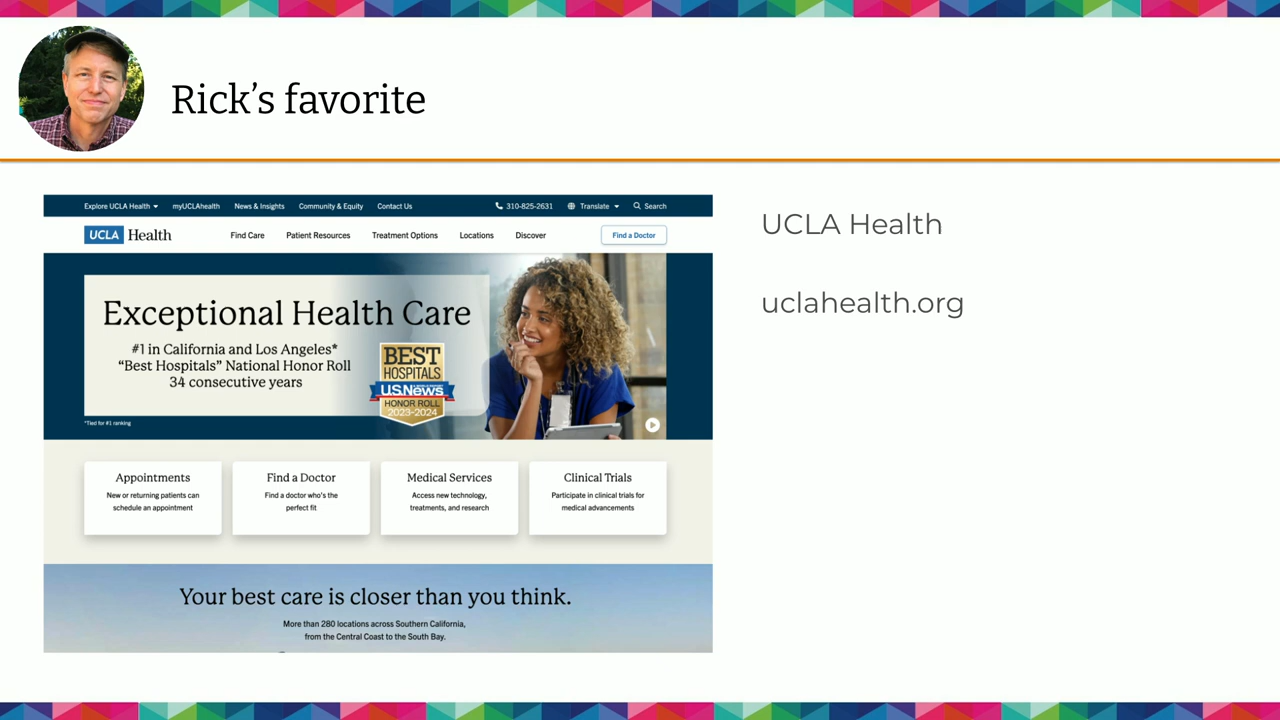 Rick's favorite
Explore UCLA Health myUCLAhealth News & Insights Community & Equity Contact Us 310-825-2631 Translate Search
UCLA Health Find Care Patient Resources Treatment Options Locations Discover Find a Doctor
Exceptional Health Care
#1 in California and Los Angeles*
“Best Hospitals” National Honor Roll
34 consecutive years
BEST
HOSPITALS
U.S. News
HONOR ROLL
2023-2024
*Tied for #1 ranking
Appointments
New or returning patients can
schedule an appointment
Find a Doctor
Find a doctor who's the
perfect fit
Medical Services
Access new technology,
treatments, and research
Clinical Trials
Participate in clinical trials for
medical advancements
Your best care is closer than you think.
More than 280 locations across Southern California,
from the Central Coast to the South Bay.
UCLA Health
uclahealth.org